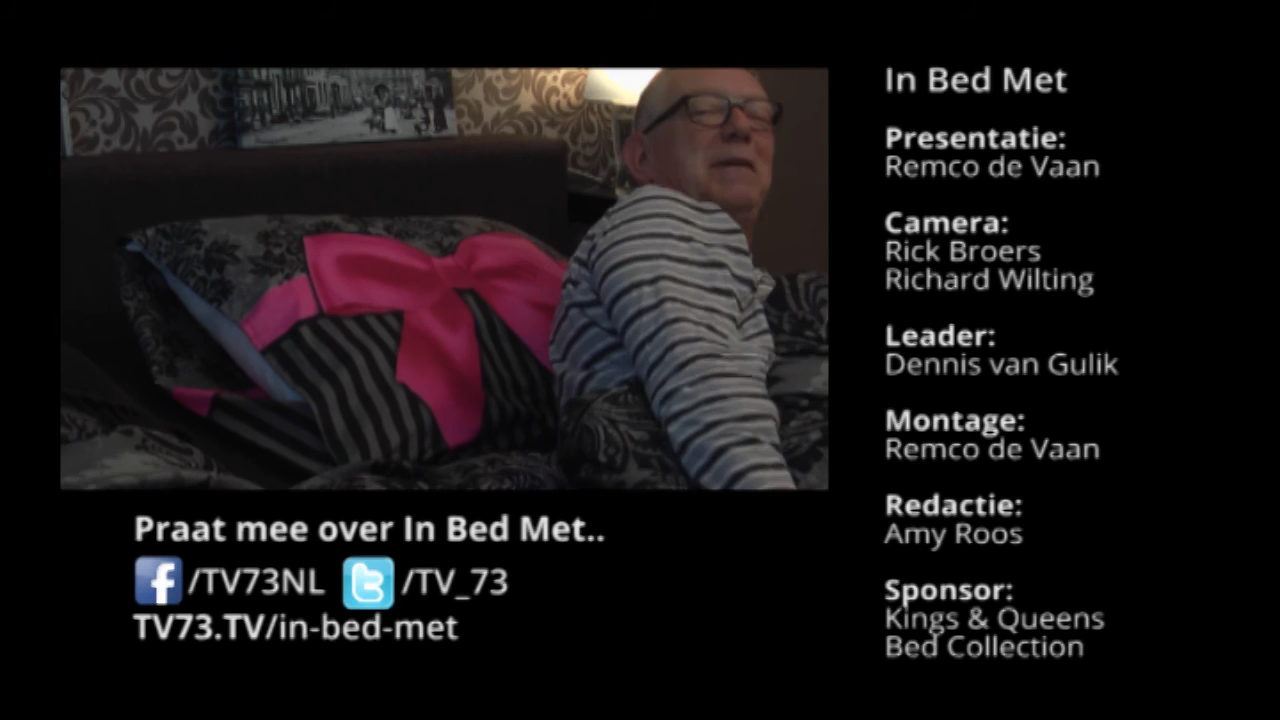 In Bed Met
Presentatie:
Remco de Vaan
Camera:
Rick Broers
Richard Wilting
Leader:
Dennis van Gulik
Montage:
Remco de Vaan
Redactie:
Amy Roos
Sponsor:
Kings & Queens
Bed Collection
Praat mee over In Bed Met..
/TV73NL /TV_73
TV73.TV/in-bed-met